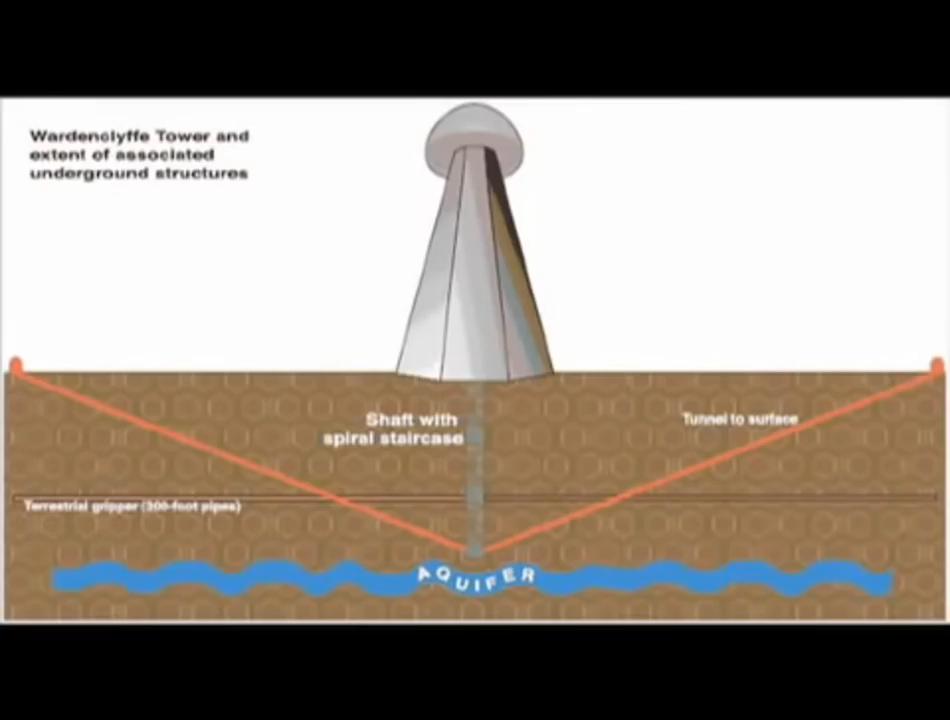 Wardenclyffe Tower and
extent of associated
underground structures
Shaft with
spiral staircase
Tunnel to surface
Terrestrial gripper (300-foot pipes)
AQUIFER